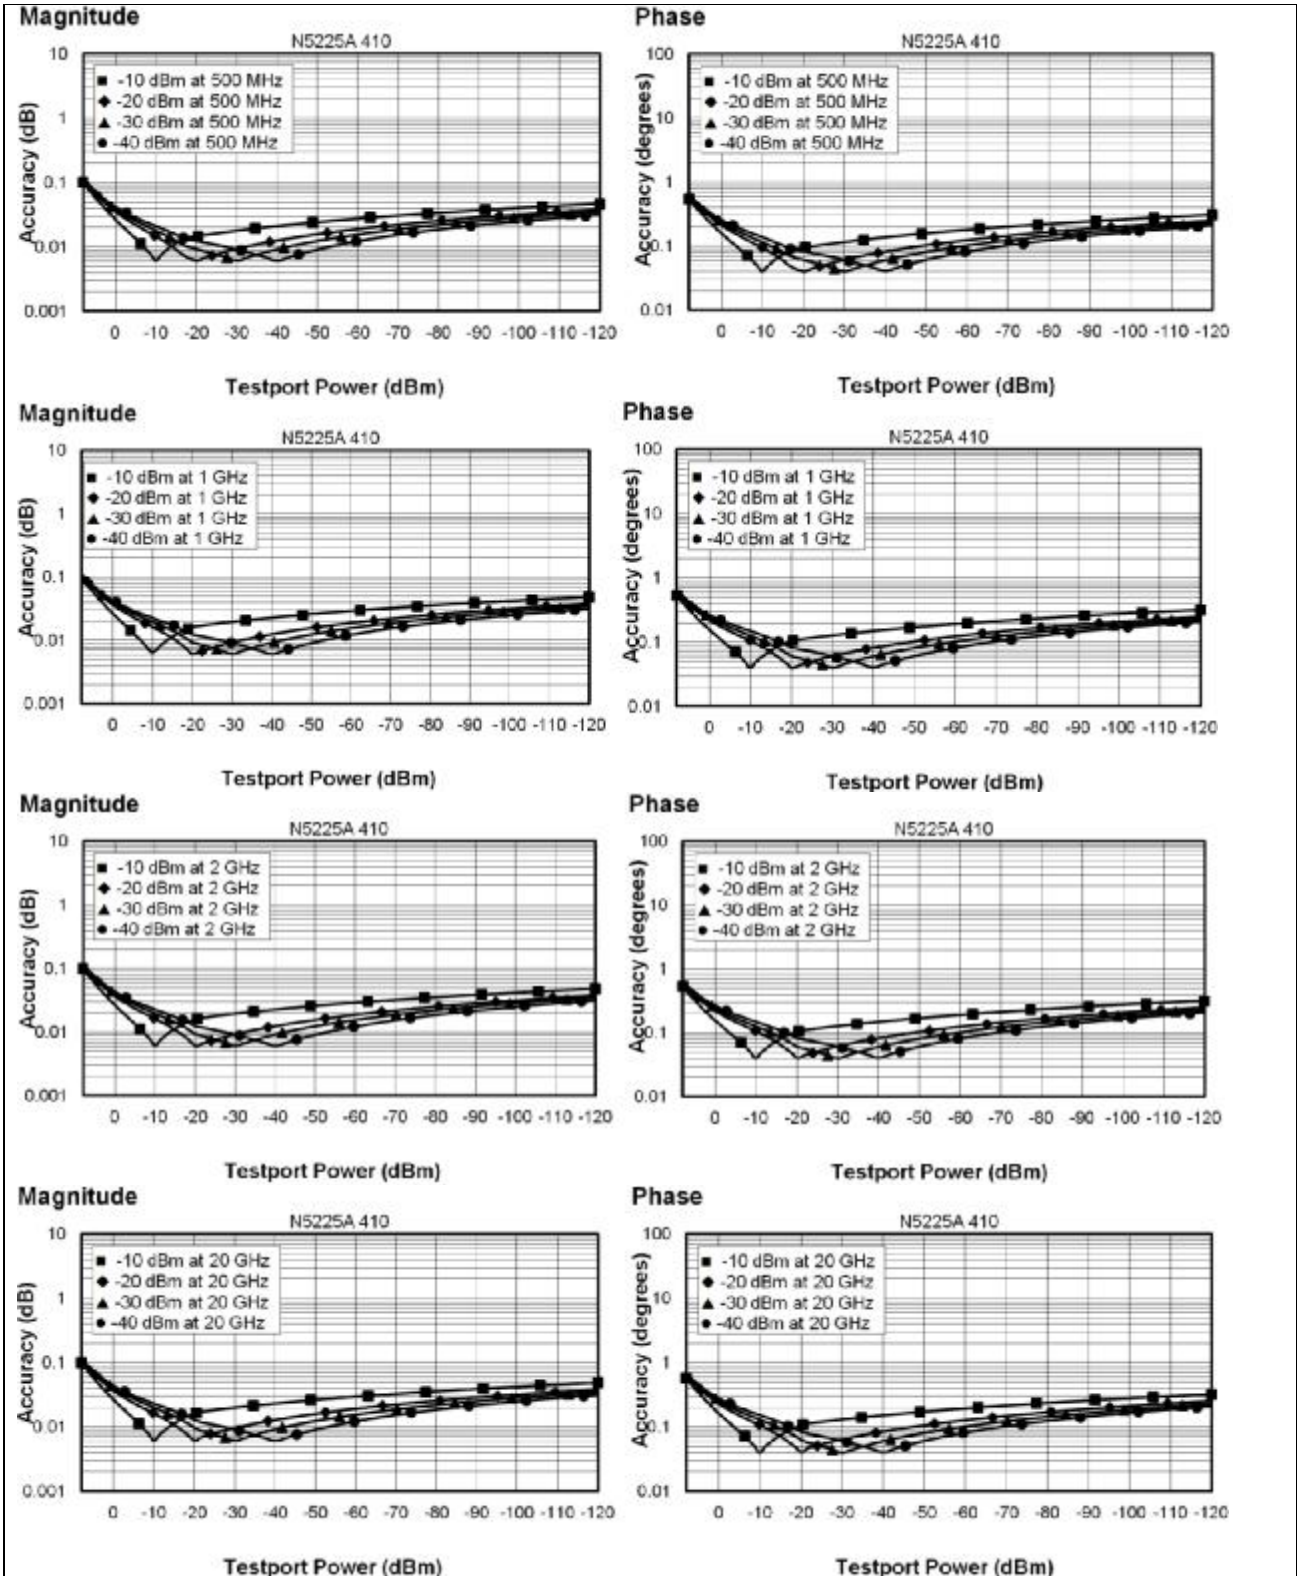 Magnitude
N5225A 410
10
1
0.1
0.01
0.001
Accuracy (dB)
-10 dBm at 500 MHz
-20 dBm at 500 MHz
-30 dBm at 500 MHz
-40 dBm at 500 MHz
0 -10 -20 -30 -40 -50 -60 -70 -80 -90 -100 -110 -120
Testport Power (dBm)
Phase
N5225A 410
100
10
1
0.1
0.01
Accuracy (degrees)
-10 dBm at 500 MHz
-20 dBm at 500 MHz
-30 dBm at 500 MHz
-40 dBm at 500 MHz
0 -10 -20 -30 -40 -50 -60 -70 -80 -90 -100 -110 -120
Testport Power (dBm)
Magnitude
N5225A 410
10
1
0.1
0.01
0.001
Accuracy (dB)
-10 dBm at 1 GHz
-20 dBm at 1 GHz
-30 dBm at 1 GHz
-40 dBm at 1 GHz
0 -10 -20 -30 -40 -50 -60 -70 -80 -90 -100 -110 -120
Testport Power (dBm)
Phase
N5225A 410
100
10
1
0.1
0.01
Accuracy (degrees)
-10 dBm at 1 GHz
-20 dBm at 1 GHz
-30 dBm at 1 GHz
-40 dBm at 1 GHz
0 -10 -20 -30 -40 -50 -60 -70 -80 -90 -100 -110 -120
Testport Power (dBm)
Magnitude
N5225A 410
10
1
0.1
0.01
0.001
Accuracy (dB)
-10 dBm at 2 GHz
-20 dBm at 2 GHz
-30 dBm at 2 GHz
-40 dBm at 2 GHz
0 -10 -20 -30 -40 -50 -60 -70 -80 -90 -100 -110 -120
Testport Power (dBm)
Phase
N5225A 410
100
10
1
0.1
0.01
Accuracy (degrees)
-10 dBm at 2 GHz
-20 dBm at 2 GHz
-30 dBm at 2 GHz
-40 dBm at 2 GHz
0 -10 -20 -30 -40 -50 -60 -70 -80 -90 -100 -110 -120
Testport Power (dBm)
Magnitude
N5225A 410
10
1
0.1
0.01
0.001
Accuracy (dB)
-10 dBm at 20 GHz
-20 dBm at 20 GHz
-30 dBm at 20 GHz
-40 dBm at 20 GHz
0 -10 -20 -30 -40 -50 -60 -70 -80 -90 -100 -110 -120
Testport Power (dBm)
Phase
N5225A 410
100
10
1
0.1
0.01
Accuracy (degrees)
-10 dBm at 20 GHz
-20 dBm at 20 GHz
-30 dBm at 20 GHz
-40 dBm at 20 GHz
0 -10 -20 -30 -40 -50 -60 -70 -80 -90 -100 -110 -120
Testport Power (dBm)